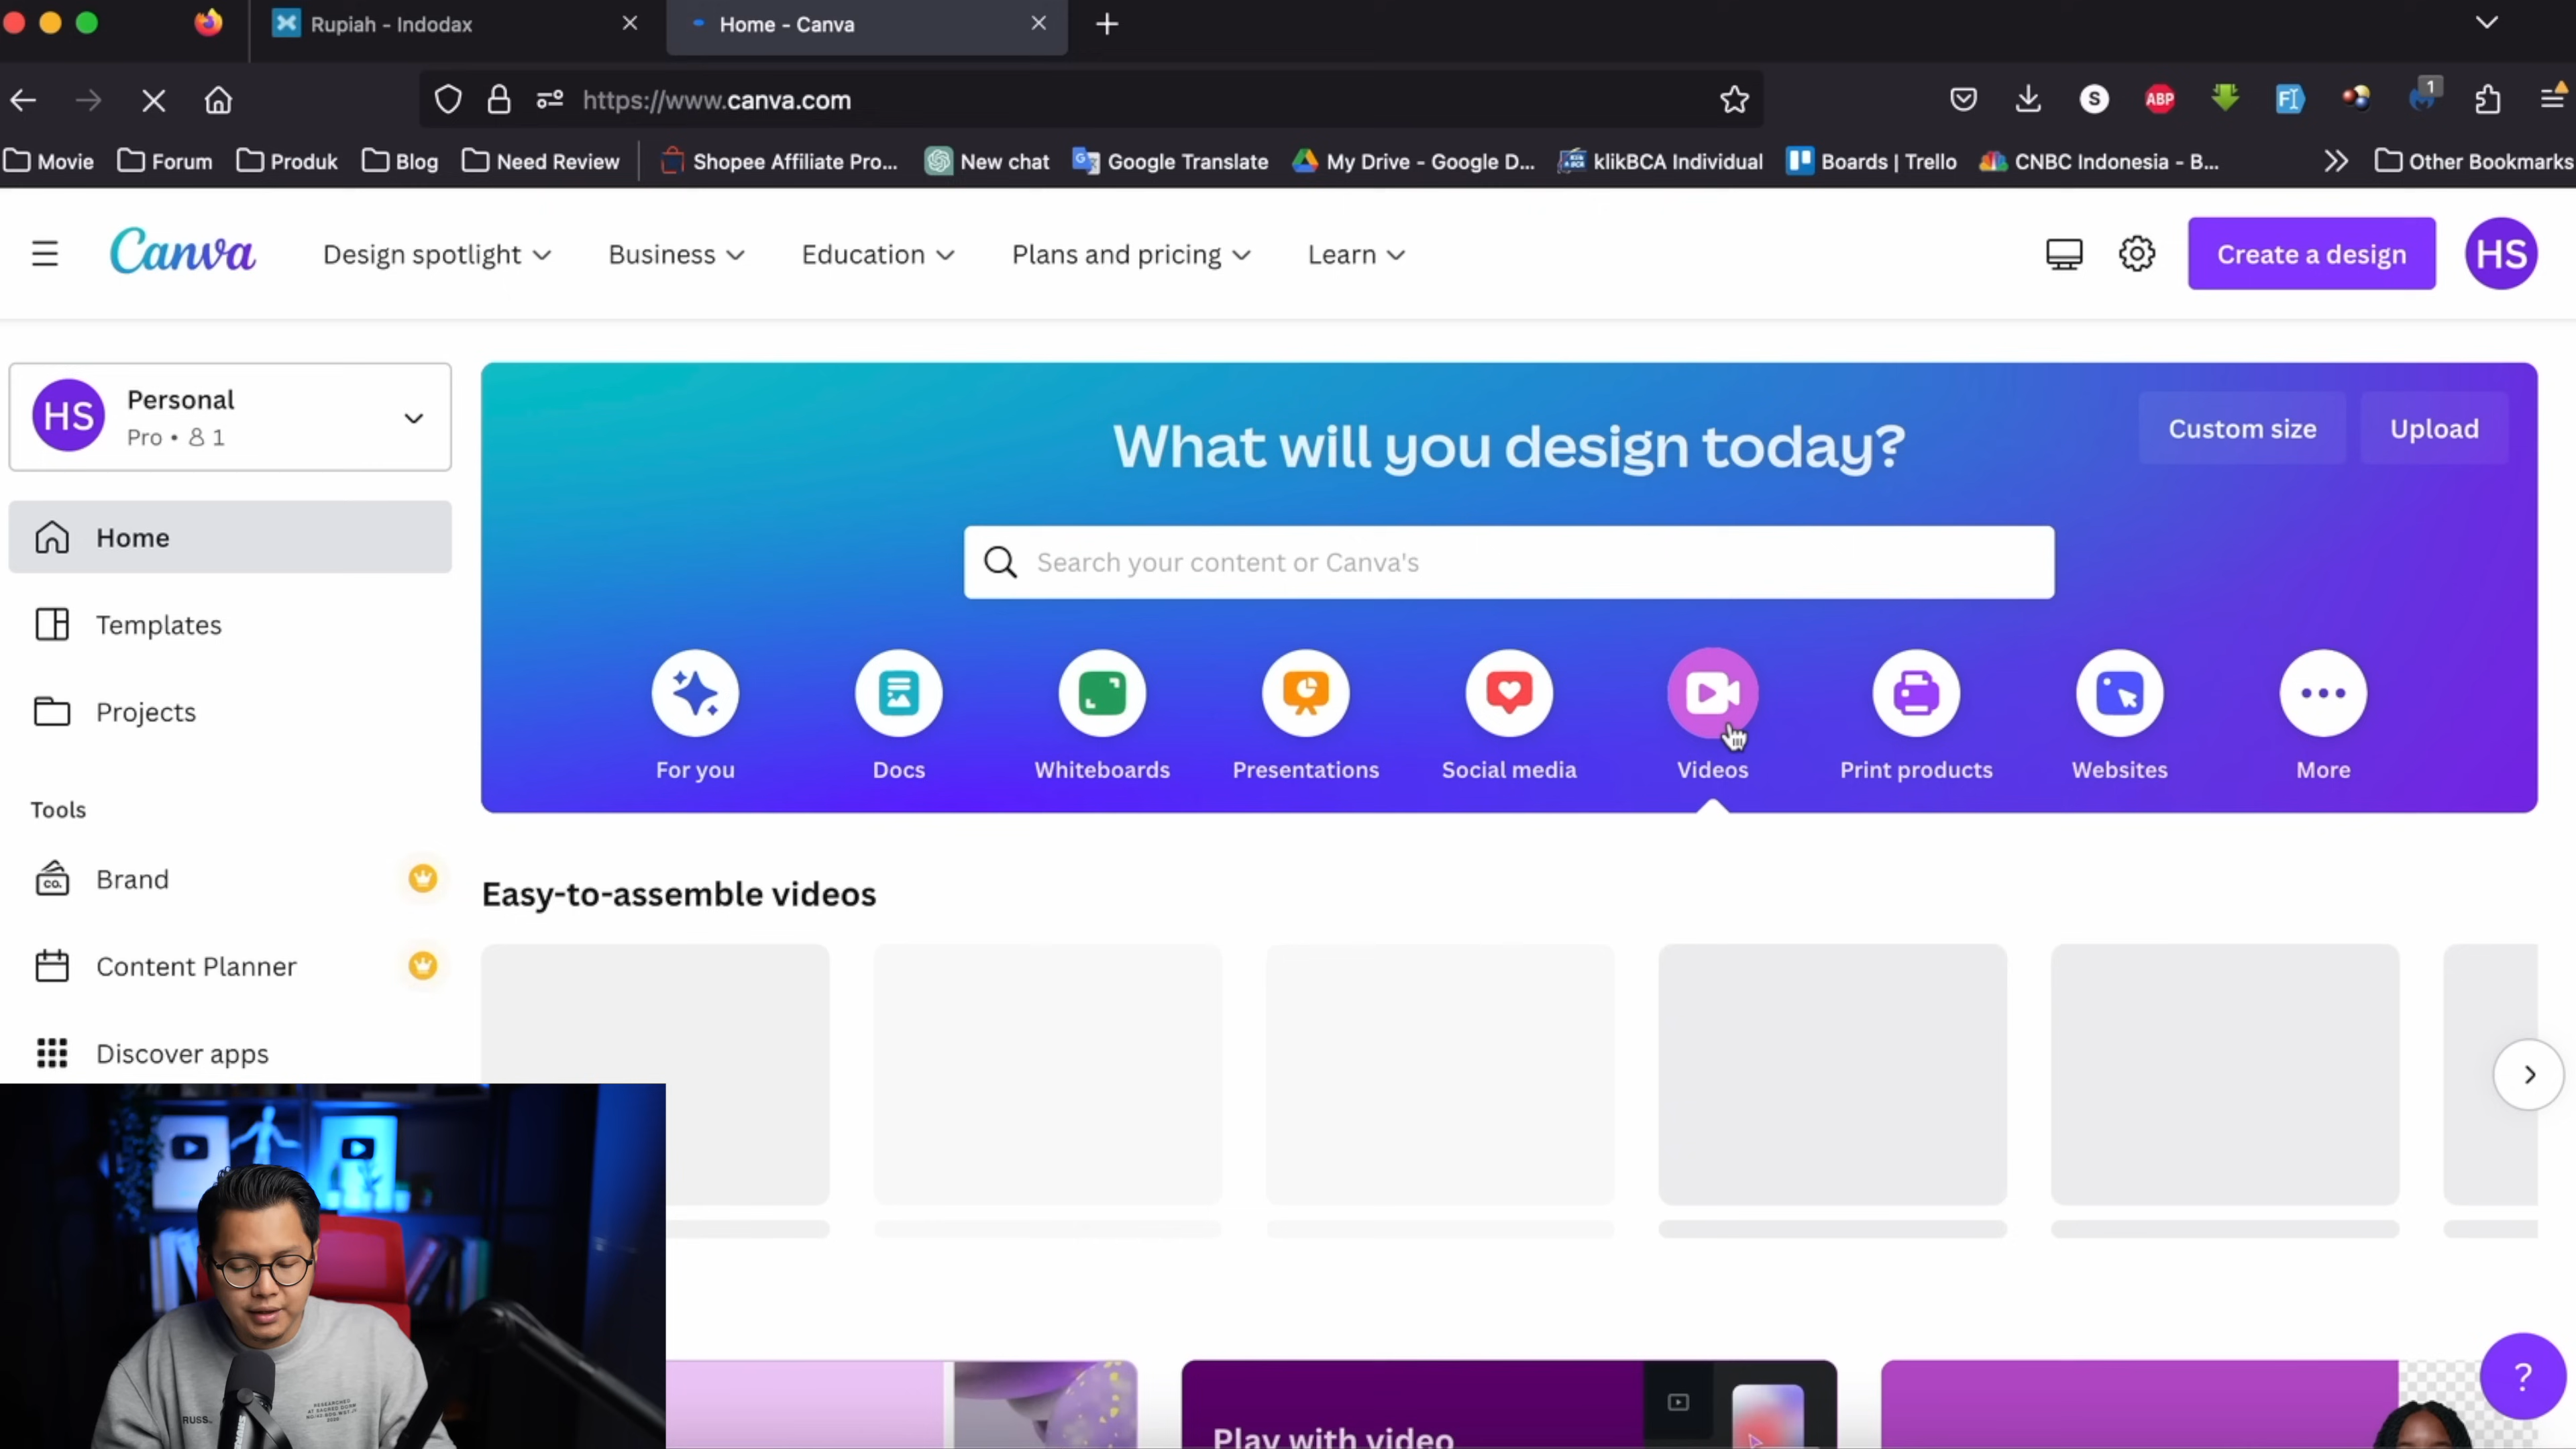 Rupiah - Indodax
Home - Canva
https://www.canva.com
S
ABP
1
Movie
Forum
Produk
Blog
Need Review
Shopee Affiliate Pro...
New chat
Google Translate
My Drive - Google D...
klikBCA Individual
Boards | Trello
CNBC Indonesia - B...
Other Bookmarks
Canva
Design spotlight
Business
Education
Plans and pricing
Learn
Create a design
HS
HS
Personal
Pro • 1
Home
Templates
Projects
Tools
CO.
Brand
Content Planner
Discover apps
What will you design today?
Custom size
Upload
Search your content or Canva's
For you
Docs
Whiteboards
Presentations
Social media
Videos
Print products
Websites
More
Easy-to-assemble videos
Play with video
?
RUSS